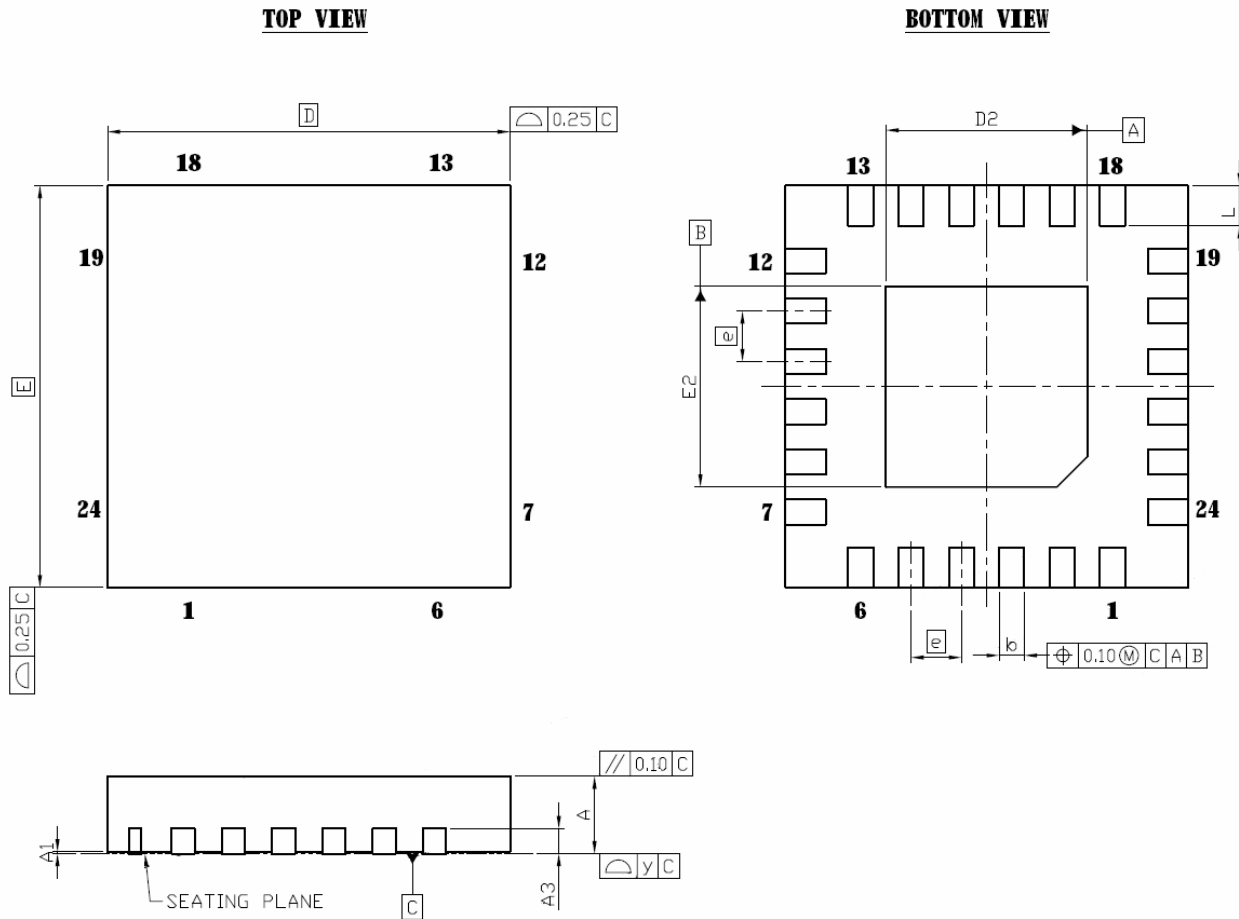 TOP VIEW
BOTTOM VIEW
D
0.25 C
D2
A
18 13
13 18
L
B
19
12
12
19
e
E
E2
24
7
7
24
1 6
6 1
0.25 C
e
b
0.10 M C A B
// 0.10 C
A
A1
y C
A3
SEATING PLANE
C